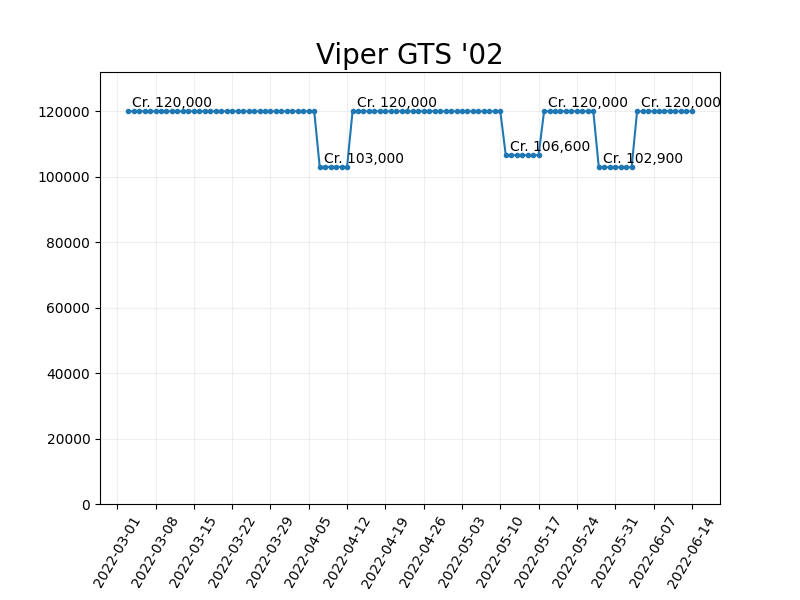 Viper GTS '02
Cr. 120,000
Cr. 120,000
Cr. 120,000
Cr. 120,000
Cr. 103,000
Cr. 106,600
Cr. 102,900
120000
100000
80000
60000
40000
20000
0
2022-03-01
2022-03-08
2022-03-15
2022-03-22
2022-03-29
2022-04-05
2022-04-12
2022-04-19
2022-04-26
2022-05-03
2022-05-10
2022-05-17
2022-05-24
2022-05-31
2022-06-07
2022-06-14